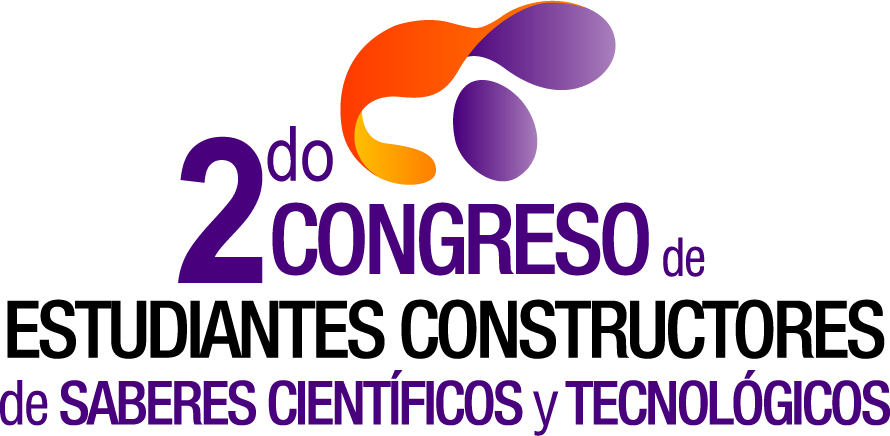 2do CONGRESO de
ESTUDIANTES CONSTRUCTORES
de SABERES CIENTÍFICOS y TECNOLÓGICOS